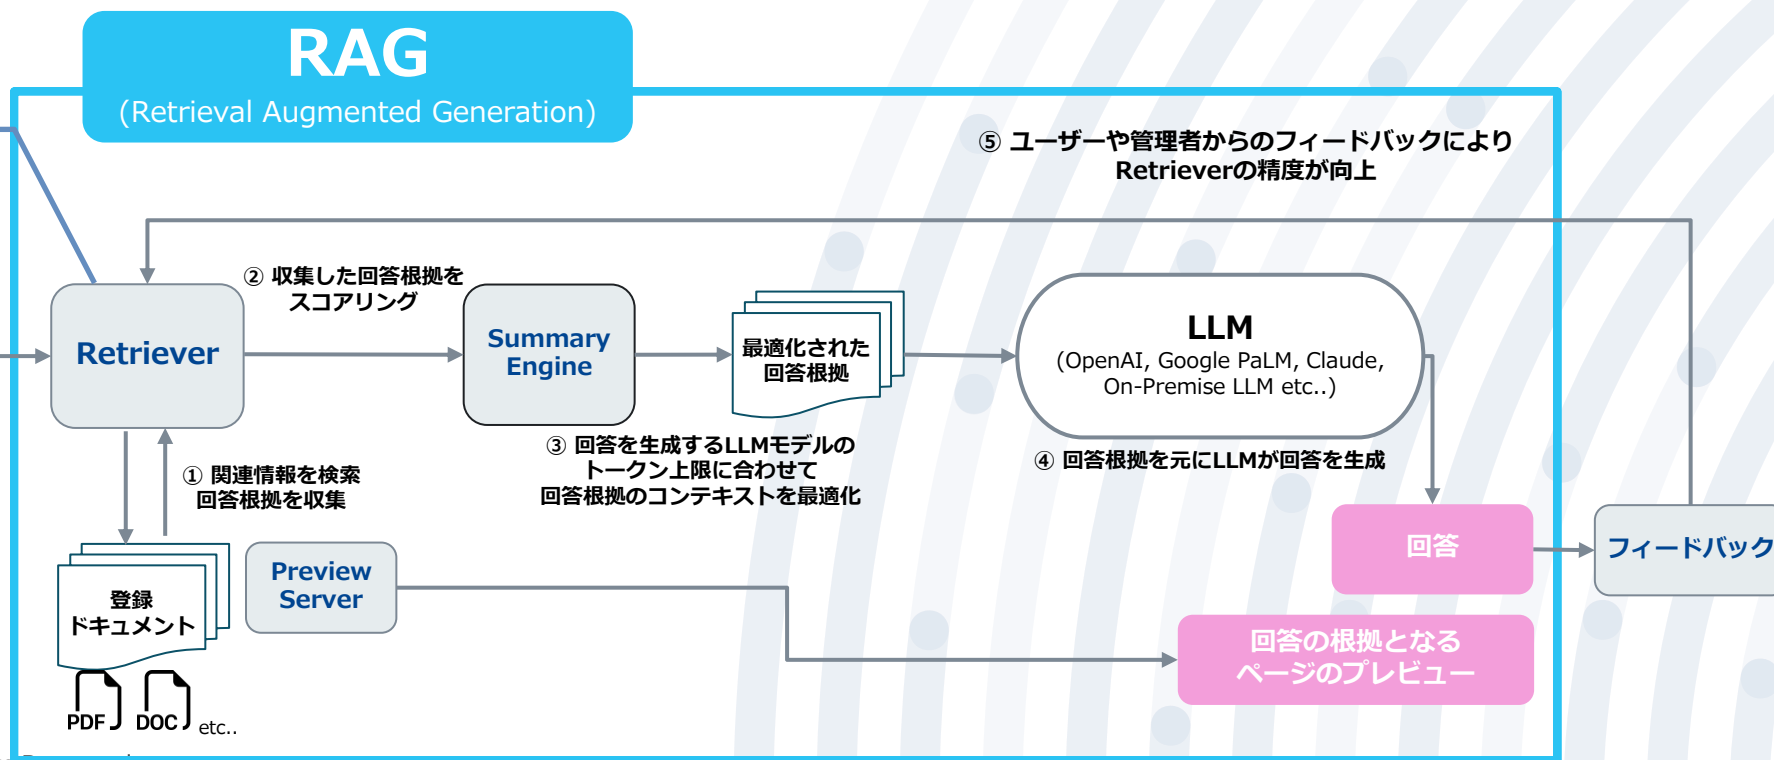 RAG
(Retrieval Augmented Generation)
⑤ ユーザーや管理者からのフィードバックにより
Retrieverの精度が向上
② 収集した回答根拠を
スコアリング
Retriever
Summary
Engine
最適化された
回答根拠
LLM
(OpenAI, Google PaLM, Claude,
On-Premise LLM etc..)
③ 回答を生成するLLMモデルの
トークン上限に合わせて
回答根拠のコンテキストを最適化
④ 回答根拠を元にLLMが回答を生成
① 関連情報を検索
回答根拠を収集
登録
ドキュメント
Preview
Server
回答
フィードバック
回答の根拠となる
ページのプレビュー
PDF
DOC
etc..